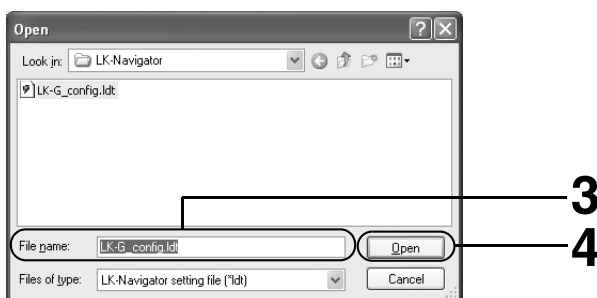 Open
Look in: LK-Navigator
LK-G_config.ldt
3
File name: LK-G_config.ldt Open
4
Files of type: LK-Navigator setting file (*ldt) Cancel